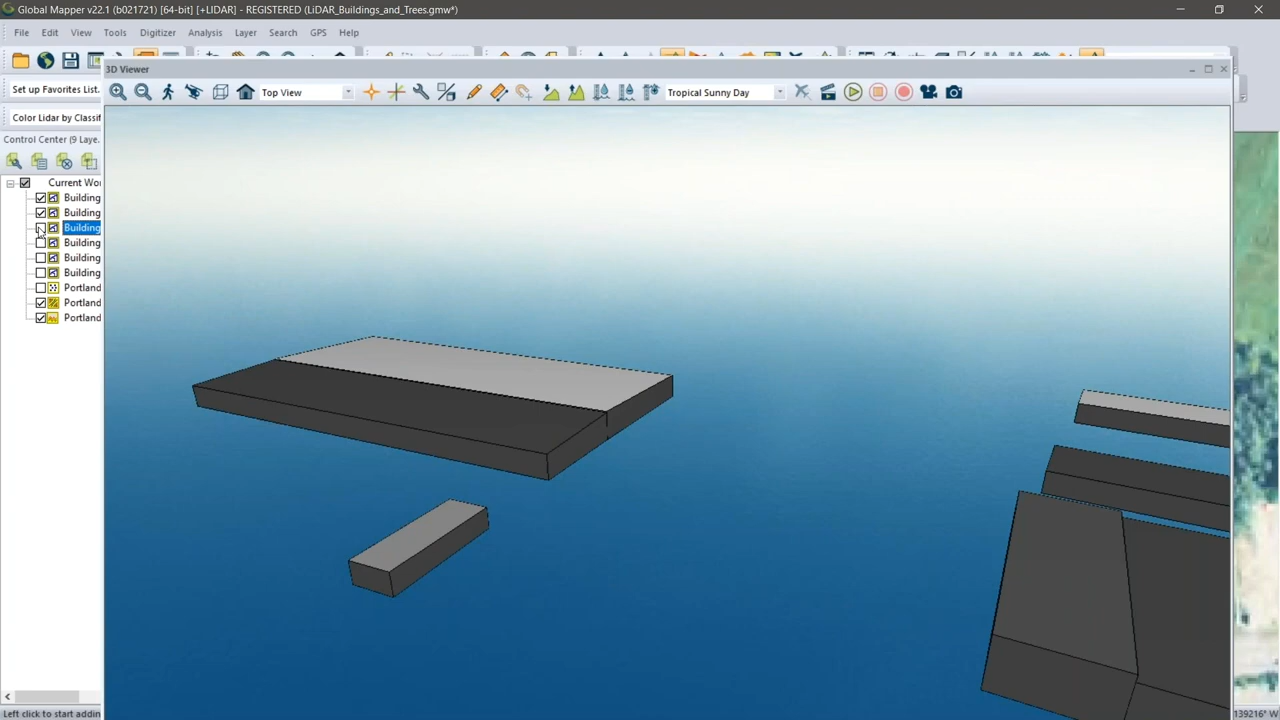 Global Mapper v22.1 (b021721) [64-bit] [+LIDAR] - REGISTERED (LiDAR_Buildings_and_Trees.gmw*)
File Edit View Tools Digitizer Analysis Layer Search GPS Help
3D Viewer
Set up Favorites List.
Top View
Tropical Sunny Day
Color Lidar by Classif
Control Center (9 Laye
Current Wo
Building
Building
Building
Building
Building
Building
Portland
Portland
Portland
Left click to start addin
139216° W